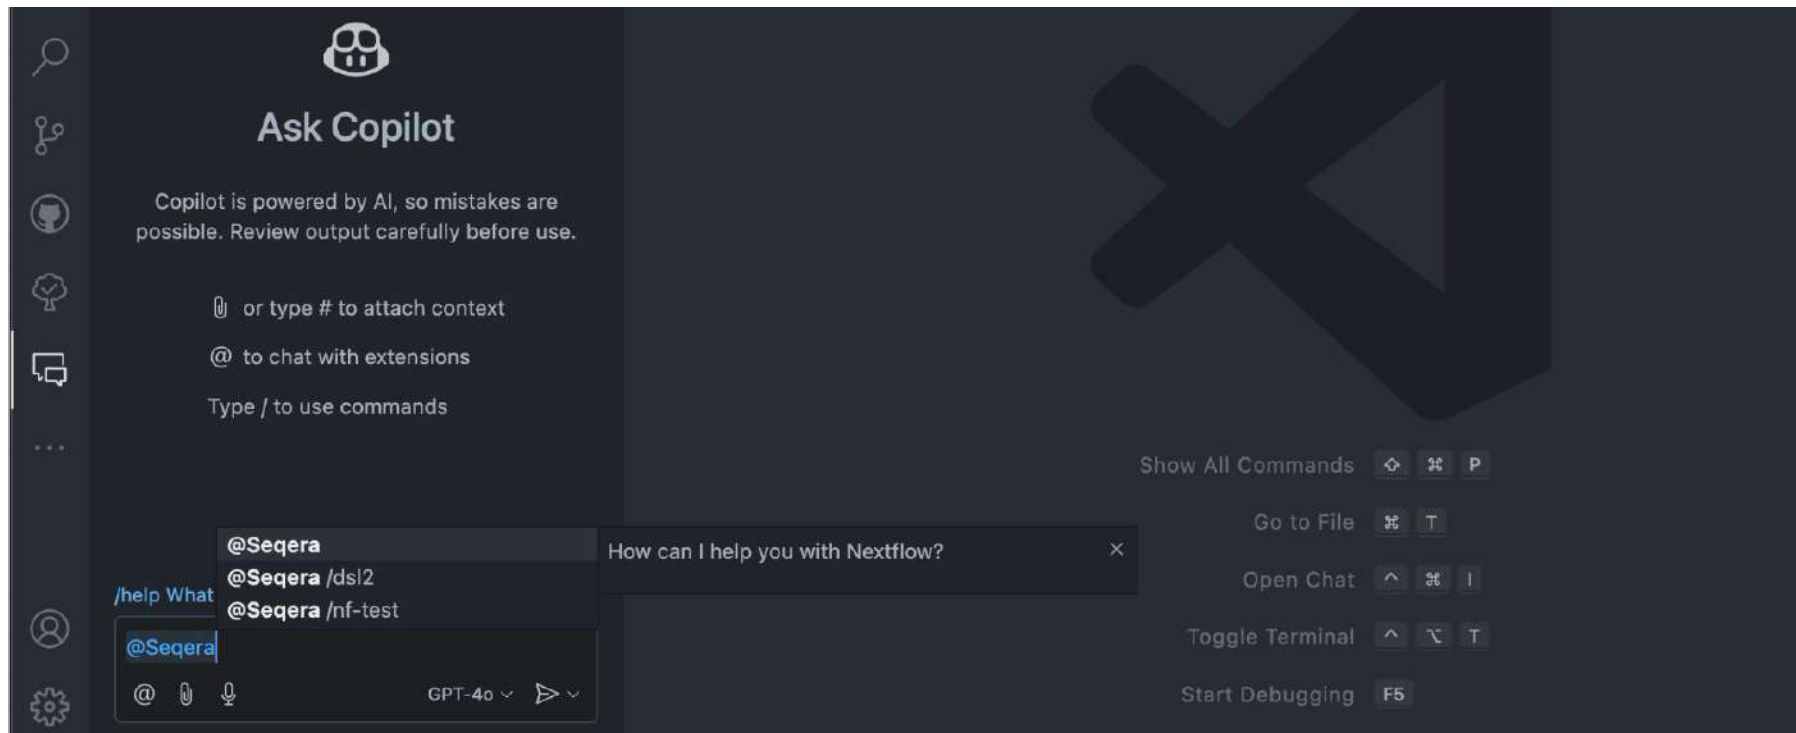 Ask Copilot
Copilot is powered by AI, so mistakes are
possible. Review output carefully before use.
or type # to attach context
@ to chat with extensions
Type / to use commands
@Seqera
@Seqera /dsl2
@Seqera /nf-test
How can I help you with Nextflow?
/help What
@Seqera
@ GPT-4o
Show All Commands ⌘ P
Go to File ⌘ T
Open Chat ^ ⌘ I
Toggle Terminal ^ ⌥ T
Start Debugging F5